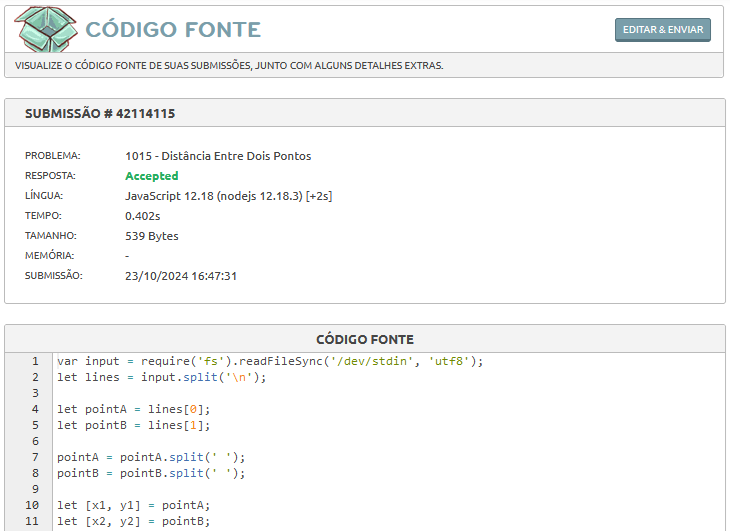 CÓDIGO FONTE
EDITAR & ENVIAR
VISUALIZE O CÓDIGO FONTE DE SUAS SUBMISSÕES, JUNTO COM ALGUNS DETALHES EXTRAS.
SUBMISSÃO # 42114115
PROBLEMA: 1015 - Distância Entre Dois Pontos
RESPOSTA: Accepted
LÍNGUA: JavaScript 12.18 (nodejs 12.18.3) [+2s]
TEMPO: 0.402s
TAMANHO: 539 Bytes
MEMÓRIA: -
SUBMISSÃO: 23/10/2024 16:47:31
CÓDIGO FONTE
1 var input = require('fs').readFileSync('/dev/stdin', 'utf8');
2 let lines = input.split('\n');
3
4 let pointA = lines[0];
5 let pointB = lines[1];
6
7 pointA = pointA.split(' ');
8 pointB = pointB.split(' ');
9
10 let [x1, y1] = pointA;
11 let [x2, y2] = pointB;